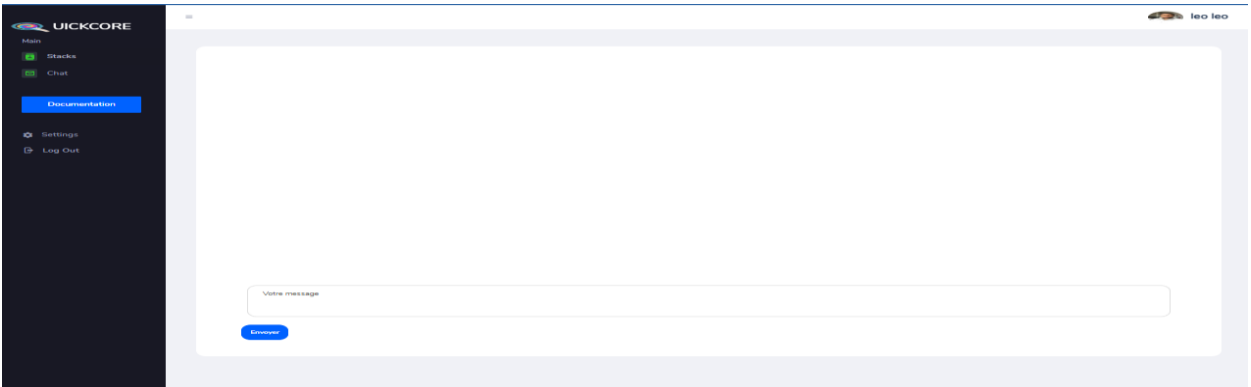 UICKCORE
leo leo
Main
Stacks
Chat
Documentation
Settings
Log Out
Votre message
Envoyer